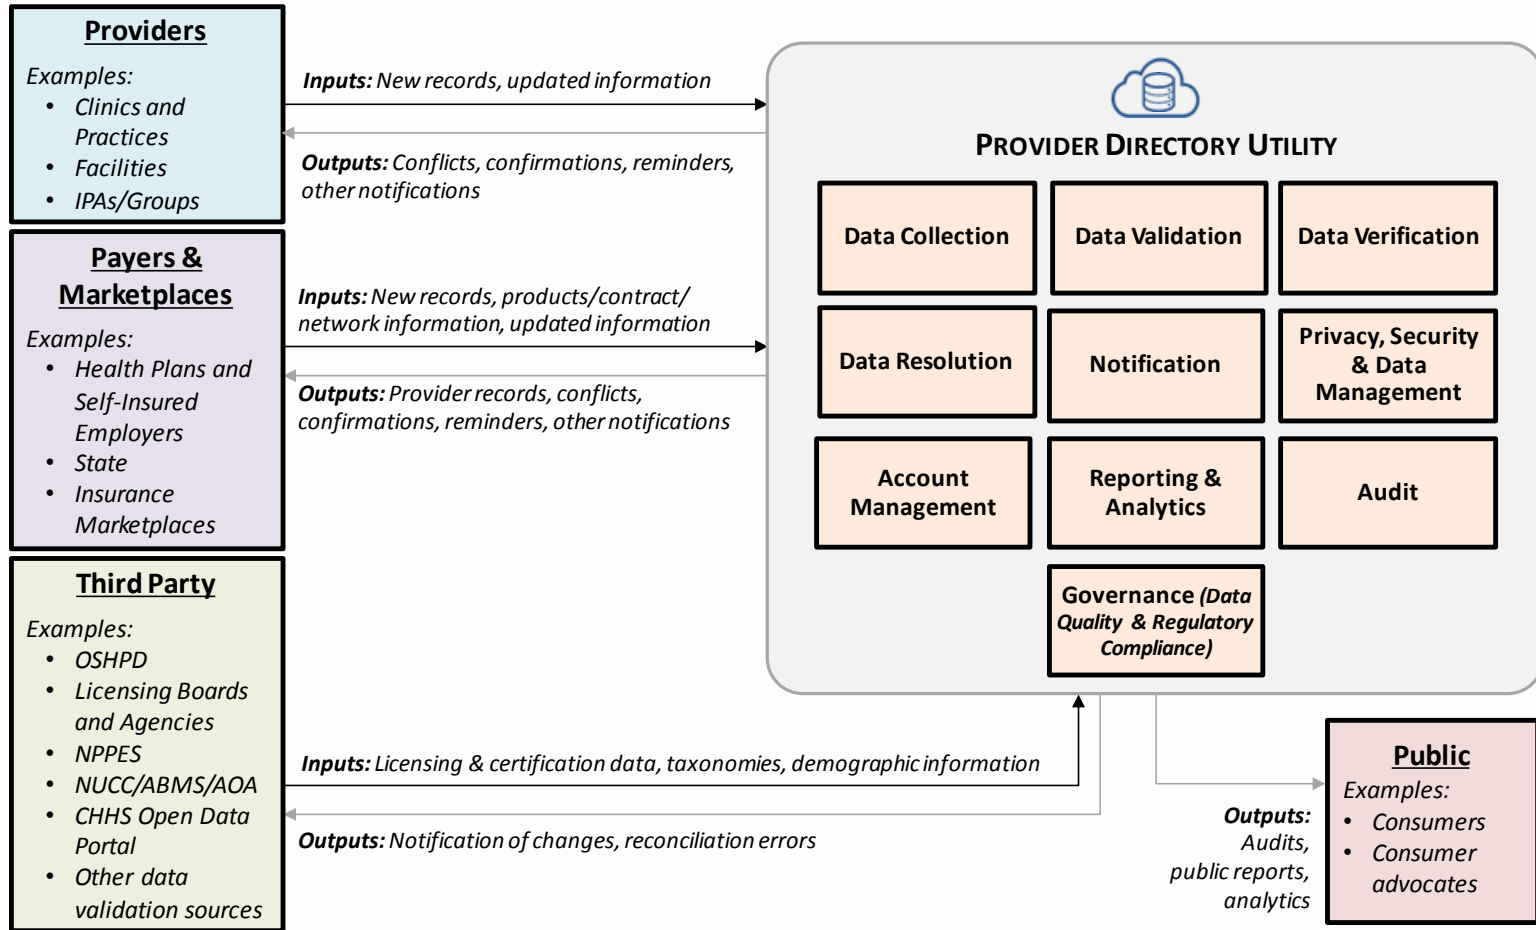 Providers
Examples:
• Clinics and
Practices
• Facilities
• IPAs/Groups
Inputs: New records, updated information
Outputs: Conflicts, confirmations, reminders,
other notifications
Payers &
Marketplaces
Examples:
• Health Plans and
Self-Insured
Employers
• State
• Insurance
Marketplaces
Inputs: New records, products/contract/
network information, updated information
Outputs: Provider records, conflicts,
confirmations, reminders, other notifications
Third Party
Examples:
• OSHPD
• Licensing Boards
and Agencies
• NPPES
• NUCC/ABMS/AOA
• CHHS Open Data
Portal
• Other data
validation sources
Inputs: Licensing & certification data, taxonomies, demographic information
Outputs: Notification of changes, reconciliation errors
PROVIDER DIRECTORY UTILITY
Data Collection
Data Validation
Data Verification
Data Resolution
Notification
Privacy, Security
& Data
Management
Account
Management
Reporting &
Analytics
Audit
Governance (Data
Quality & Regulatory
Compliance)
Outputs:
Audits,
public reports,
analytics
Public
Examples:
• Consumers
• Consumer
advocates